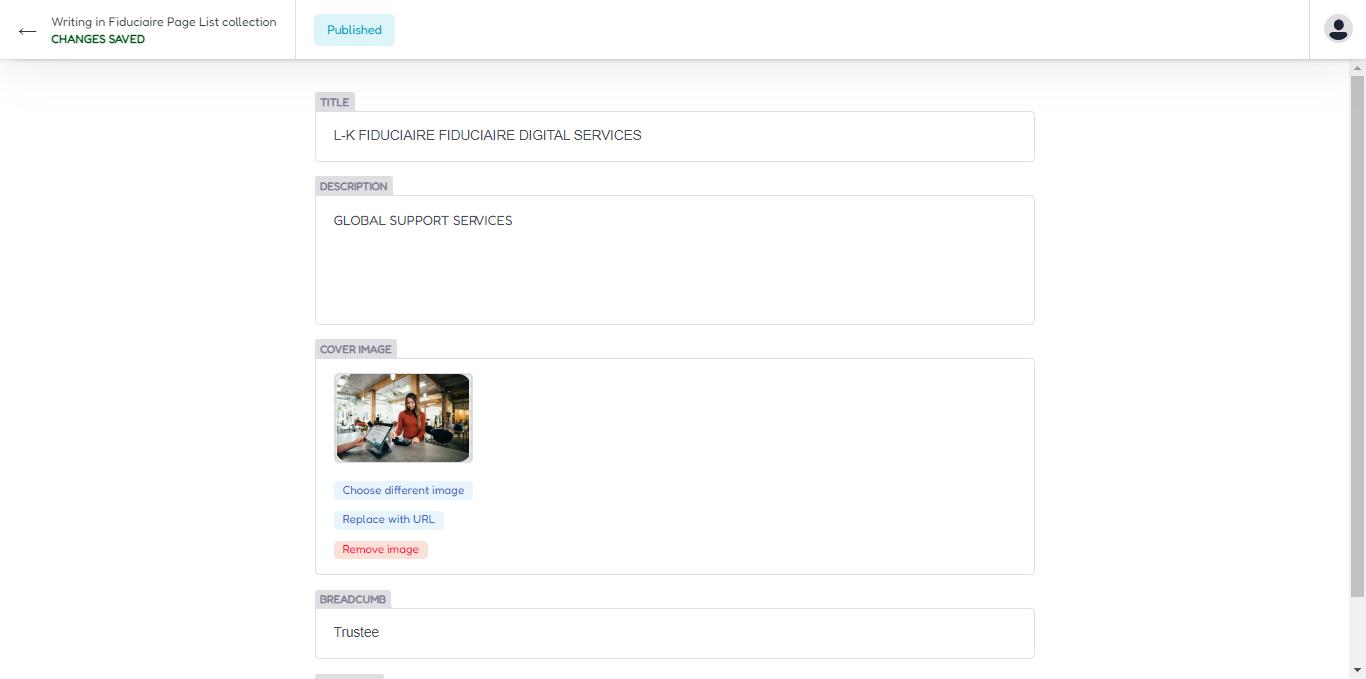 Writing in Fiduciaire Page List collection
CHANGES SAVED
Published
TITLE
L-K FIDUCIAIRE FIDUCIAIRE DIGITAL SERVICES
DESCRIPTION
GLOBAL SUPPORT SERVICES
COVER IMAGE
Choose different image
Replace with URL
Remove image
BREADCUMB
Trustee